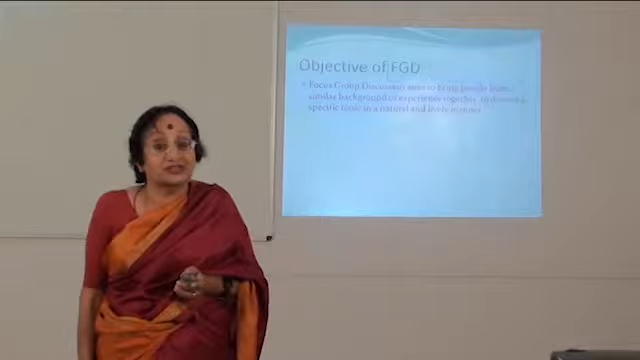 Objective of FGD
Focus Group Discussion aims to bring people from
similar background or experience together, to discuss a
specific topic in a natural and lively manner